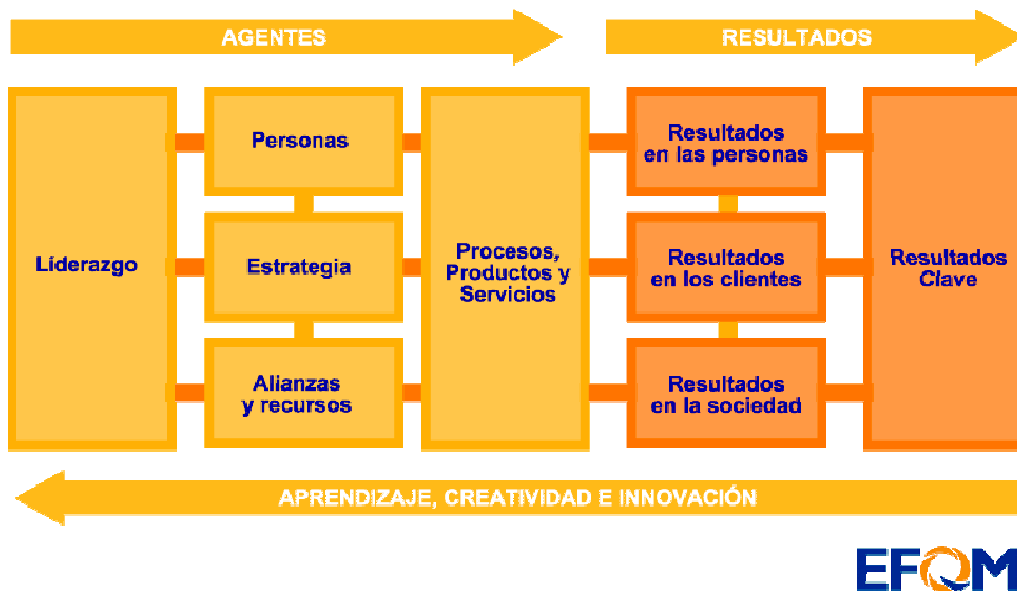 AGENTES
RESULTADOS
Líderazgo
Personas
Estrategia
Alianzas
y recursos
Procesos,
Productos y
Servicios
Resultados
en las personas
Resultados
en los clientes
Resultados
en la sociedad
Resultados
Clave
APRENDIZAJE, CREATIVIDAD E INNOVACIÓN
EFQM